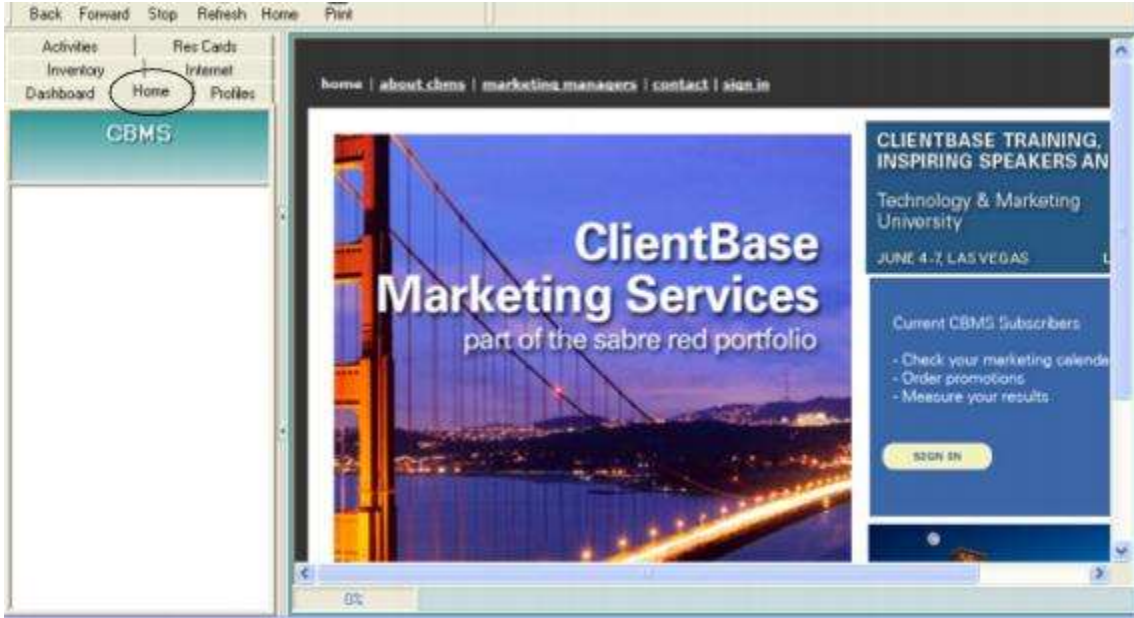 Back Forward Stop Refresh Home Print
Activities Res Cards
Inventory Internet
Dashboard Home Profiles
CBMS
home | about cbms | marketing managers | contact | sign in
ClientBase
Marketing Services
part of the sabre red portfolio
CLIENTBASE TRAINING,
INSPIRING SPEAKERS AN
Technology & Marketing
University
JUNE 4-7, LAS VEGAS L
Current CBMS Subscribers
- Check your marketing calenda
- Order promotions
- Measure your results
SIGN IN
0%